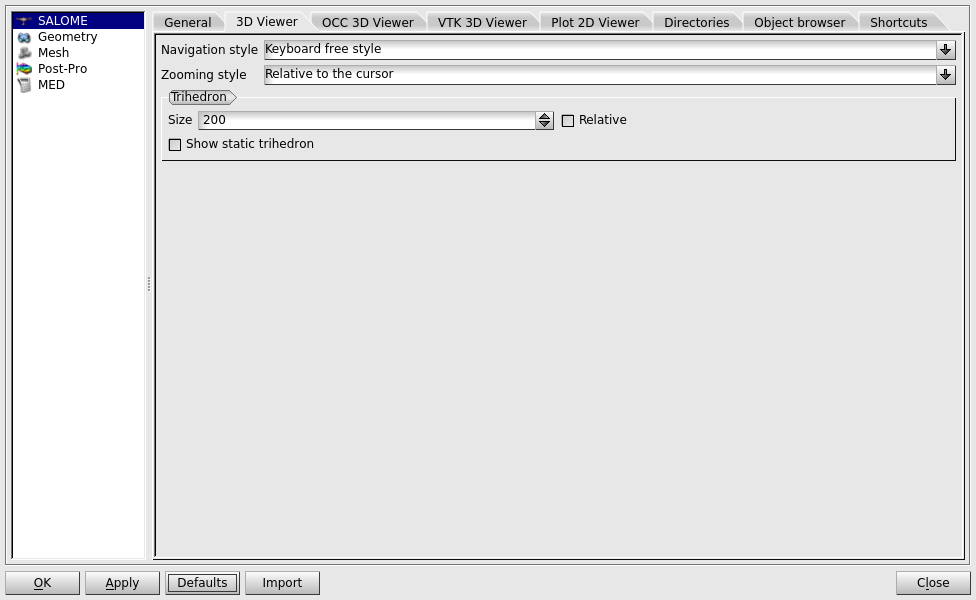 SALOME
Geometry
Mesh
Post-Pro
MED
General 3D Viewer OCC 3D Viewer VTK 3D Viewer Plot 2D Viewer Directories Object browser Shortcuts
Navigation style Keyboard free style
Zooming style Relative to the cursor
Trihedron
Size 200 Relative
Show static trihedron
OK Apply Defaults Import Close